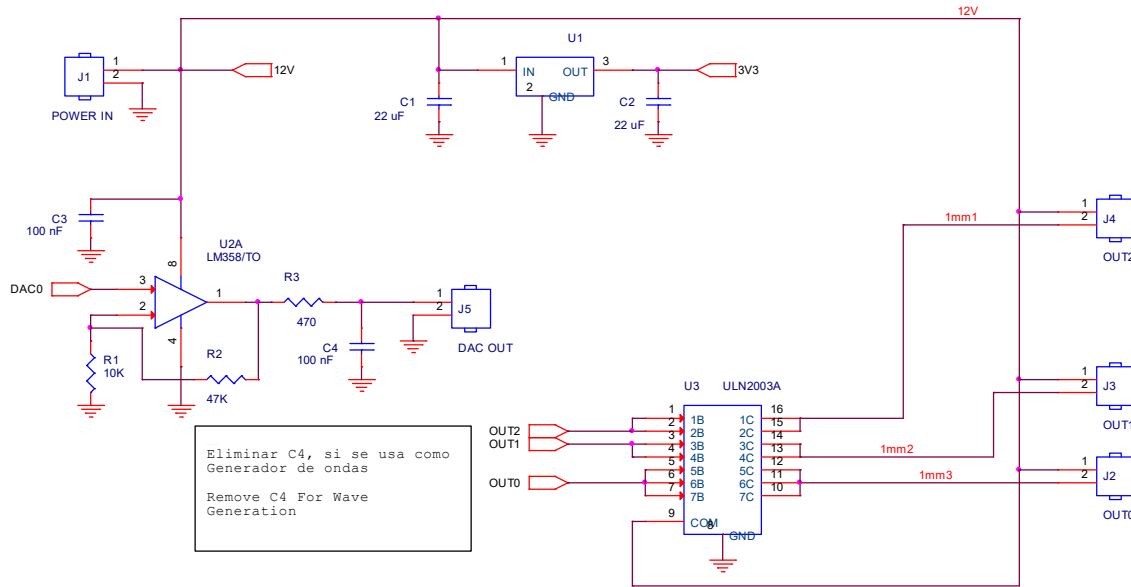 12V
U1
1
IN
OUT
3
2
GND
3V3
J1
1
2
POWER IN
12V
C1
22 uF
C2
22 uF
C3
100 nF
U2A
LM358/TO
8
DAC0
3
2
1
4
R3
470
R1
10K
R2
47K
C4
100 nF
1
2
J5
DAC OUT
1mm1
1
2
J4
OUT2
U3
ULN2003A
OUT2
OUT1
OUT0
1
2
3
4
5
6
7
9
1B
2B
3B
4B
5B
6B
7B
COM
8
GND
1C
2C
3C
4C
5C
6C
7C
16
15
14
13
12
11
10
1mm2
1
2
J3
OUT1
1mm3
1
2
J2
OUT0
Eliminar C4, si se usa como
Generador de ondas
Remove C4 For Wave
Generation